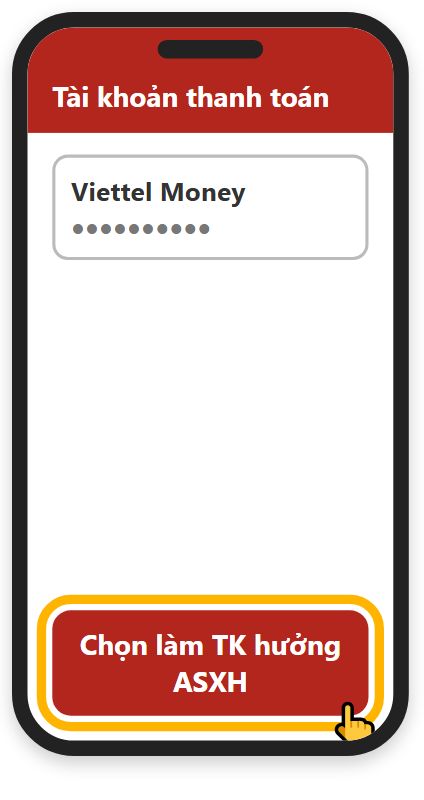 Tài khoản thanh toán
Viettel Money
●●●●●●●●●●
Chọn làm TK hưởng
ASXH